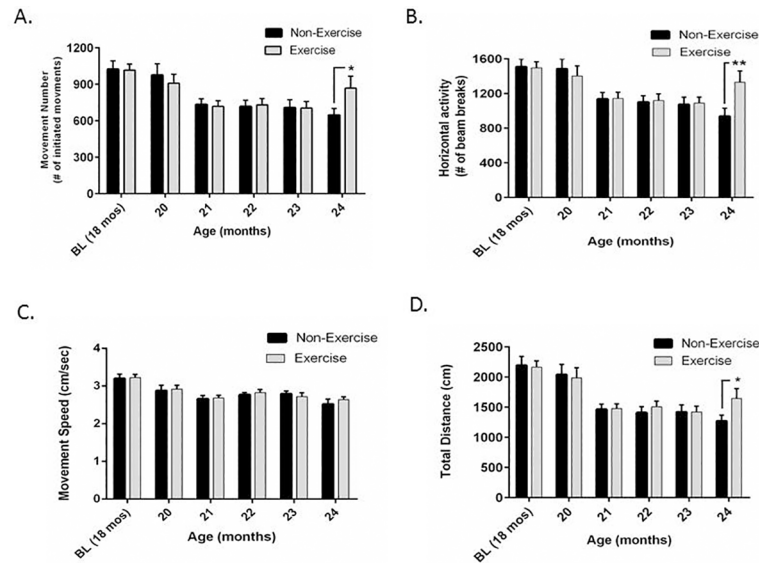 A.
Non-Exercise
Exercise
Movement Number
(# of initiated movments)
1200
900
600
300
0
*
BL (18 mos)
20
21
22
23
24
Age (months)
B.
Non-Exercise
Exercise
Horizontal activity
(# of beam breaks)
1600
1200
800
400
0
**
BL (18 mos)
20
21
22
23
24
Age (months)
C.
Non-Exercise
Exercise
Movement Speed (cm/sec)
4
3
2
1
0
BL (18 mos)
20
21
22
23
24
Age (months)
D.
Non-Exercise
Exercise
Total Distance (cm)
2500
2000
1500
1000
500
0
*
BL (18 mos)
20
21
22
23
24
Age (months)